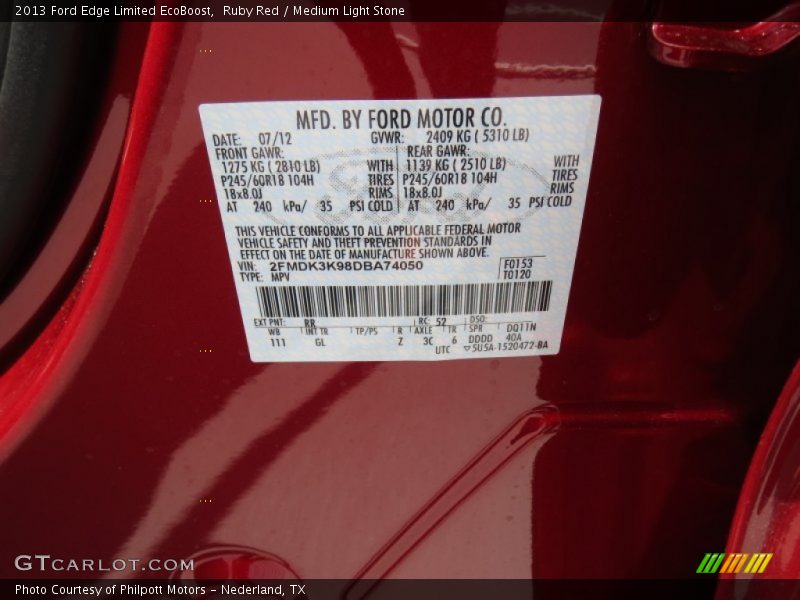 2013 Ford Edge Limited EcoBoost,  Ruby Red / Medium Light Stone
MFD. BY FORD MOTOR CO.
DATE: 07/12 GVWR: 2409 KG ( 5310 LB)
FRONT GAWR: REAR GAWR:
1275 KG ( 2810 LB) WITH 1139 KG ( 2510 LB) WITH
P245/60R18 104H TIRES P245/60R18 104H TIRES
18x8.0J RIMS 18x8.0J RIMS
AT 240 kPa/ 35 PSI COLD AT 240 kPa/ 35 PSI COLD
THIS VEHICLE CONFORMS TO ALL APPLICABLE FEDERAL MOTOR
VEHICLE SAFETY AND THEFT PREVENTION STANDARDS IN
EFFECT ON THE DATE OF MANUFACTURE SHOWN ABOVE.
VIN: 2FMDK3K98DBA74050 F0153
TYPE: MPV T0120
EXT PNT: RR RC: 52 DSO:
WB INT TR TP/PS R AXLE TR SPR DQ11N
111 GL Z 3C 6 DDDD 40A
UTC ▽5U5A-1520472-BA
GTCARLOT.COM
Photo Courtesy of Philpott Motors – Nederland, TX